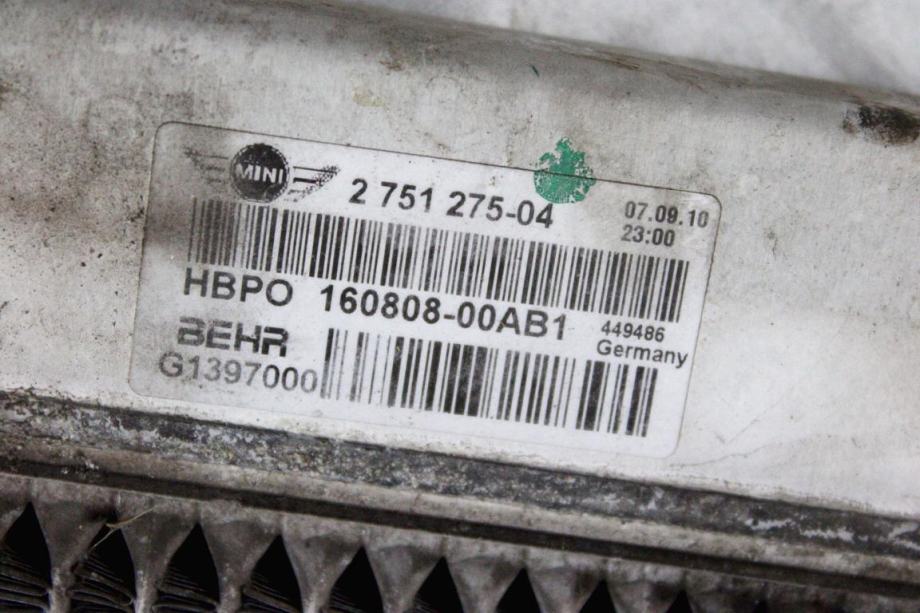 MINI 2 751 275-04 07.09.10
23:00
HBPO 160808-00AB1 449486
Germany
BEHR
G1397000